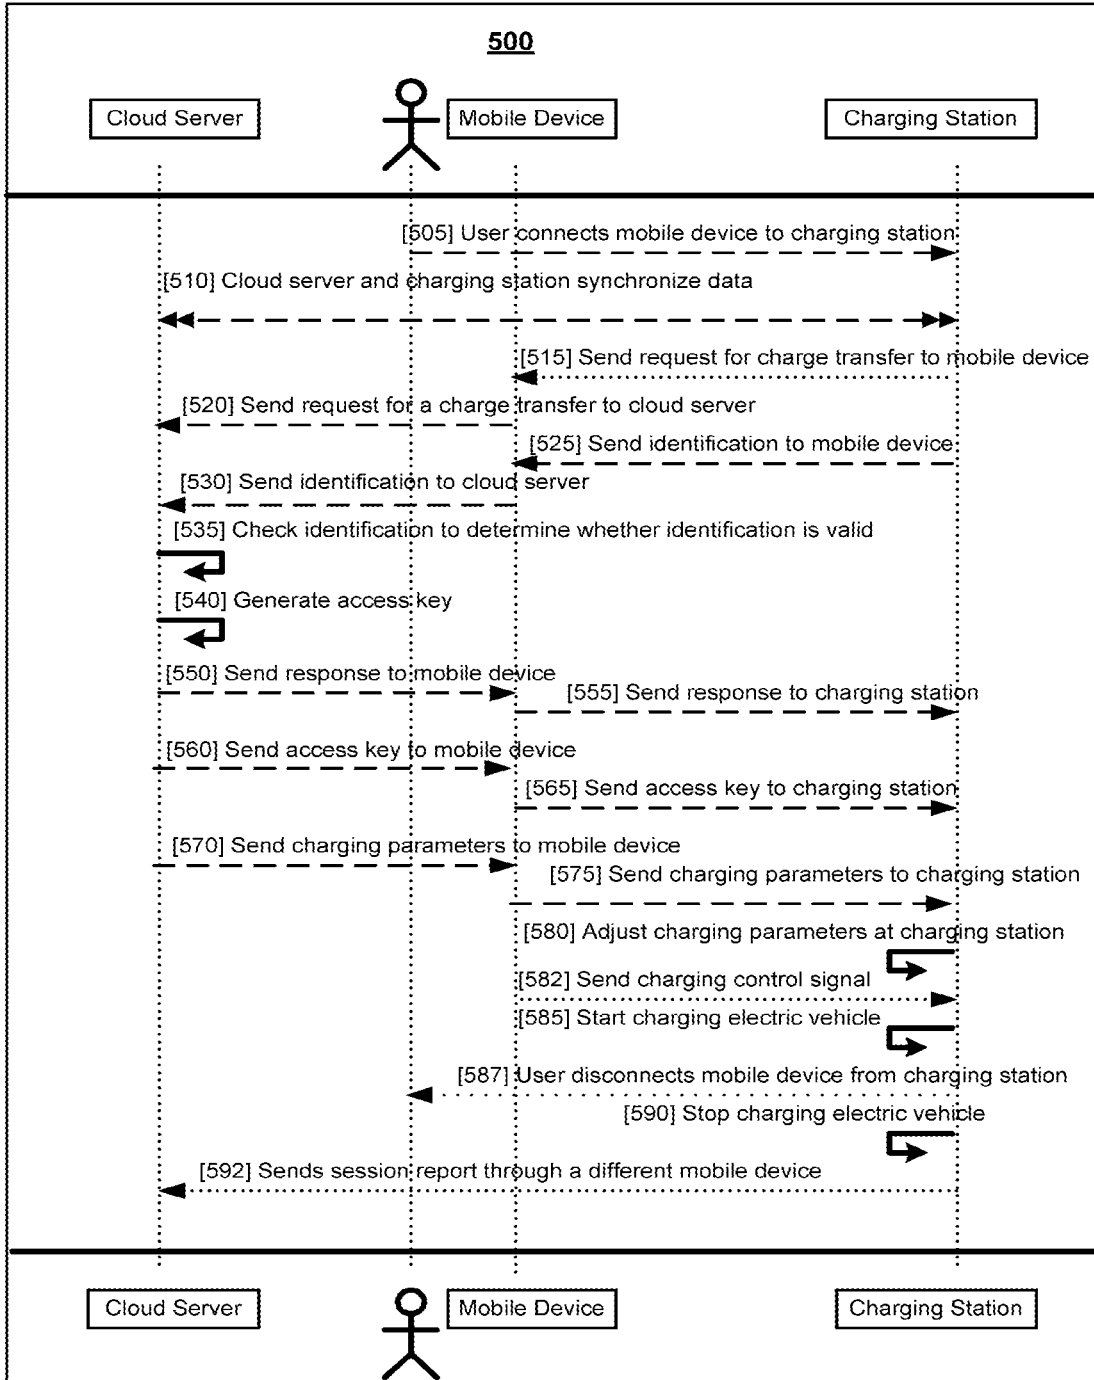 500
Cloud Server
Mobile Device
Charging Station
[505] User connects mobile device to charging station
[510] Cloud server and charging station synchronize data
[515] Send request for charge transfer to mobile device
[520] Send request for a charge transfer to cloud server
[525] Send identification to mobile device
[530] Send identification to cloud server
[535] Check identification to determine whether identification is valid
[540] Generate access key
[550] Send response to mobile device
[555] Send response to charging station
[560] Send access key to mobile device
[565] Send access key to charging station
[570] Send charging parameters to mobile device
[575] Send charging parameters to charging station
[580] Adjust charging parameters at charging station
[582] Send charging control signal
[585] Start charging electric vehicle
[587] User disconnects mobile device from charging station
[590] Stop charging electric vehicle
[592] Sends session report through a different mobile device
Cloud Server
Mobile Device
Charging Station